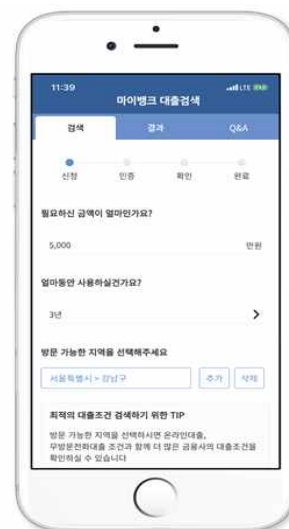 11:39 LTE
마이뱅크 대출검색
검색 결과 Q&A
신청 인증 확인 완료
필요하신 금액이 얼마인가요?
5,000 만원
얼마동안 사용하실건가요?
3년
방문 가능한 지역을 선택해주세요
서울특별시 > 강남구 추가 삭제
최적의 대출조건 검색하기 위한 TIP
방문 가능한 지역을 선택하시면 온라인대출,
무방문전화대출 조건과 함께 더 많은 금융사의 대출조건을
확인하실 수 있습니다